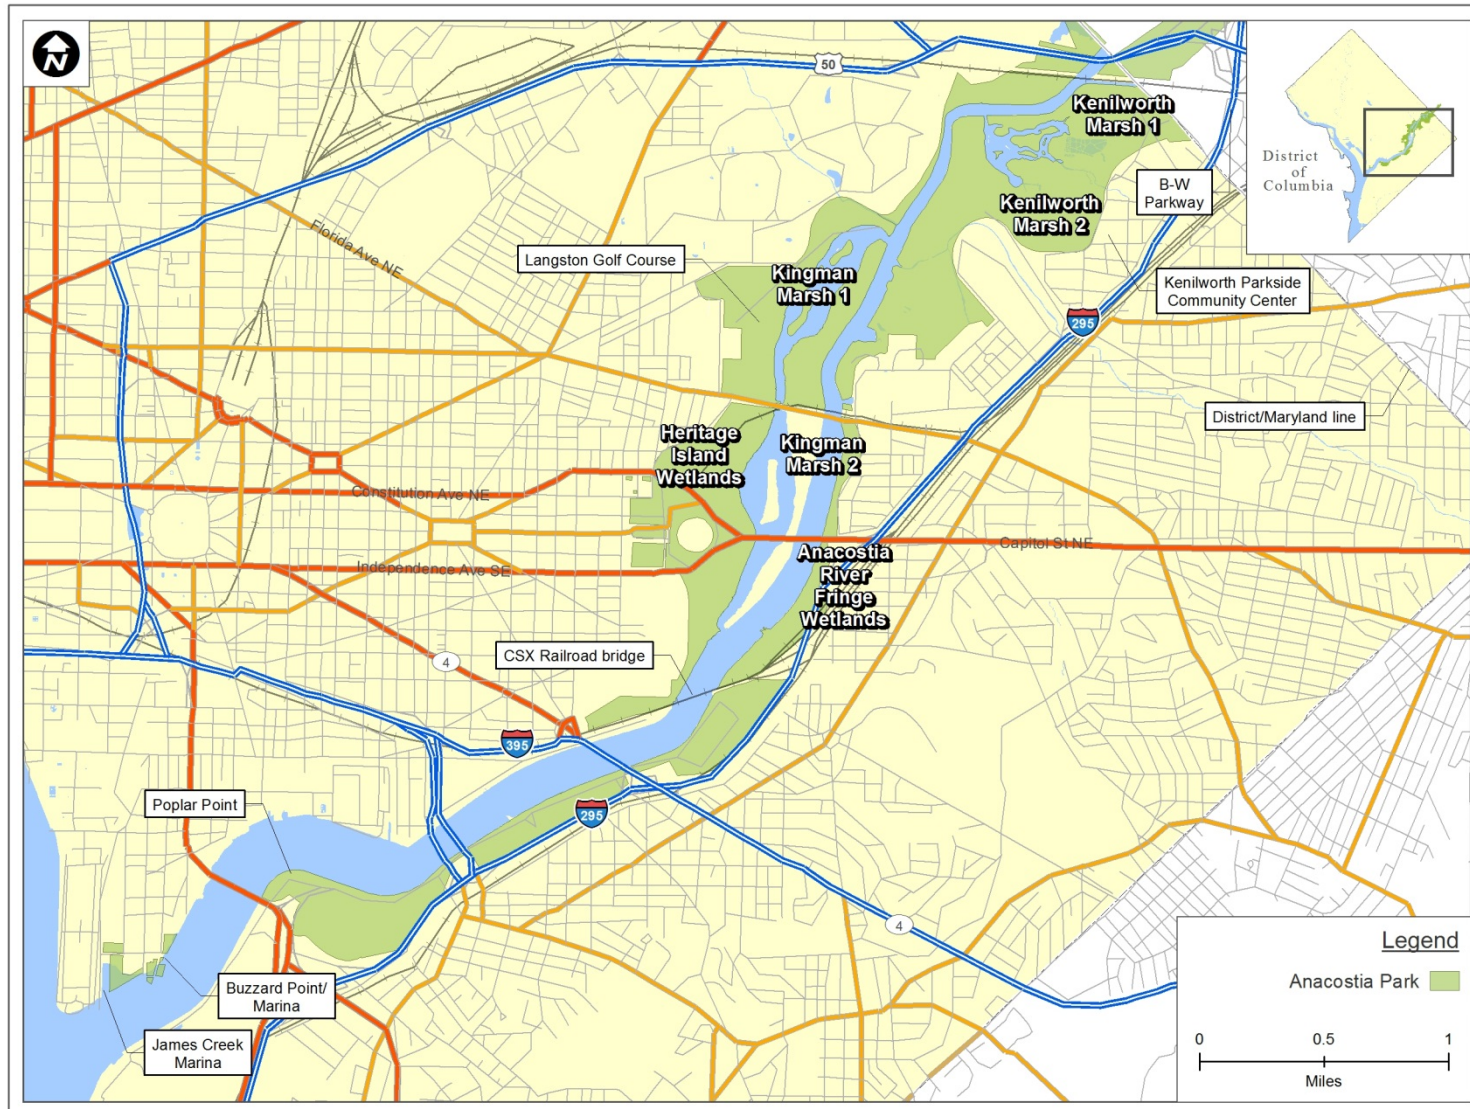 N
50
Kenilworth
Marsh 1
District
of
Columbia
B-W
Parkway
Kenilworth
Marsh 2
Florida Ave NE
Langston Golf Course
Kingman
Marsh 1
Kenilworth Parkside
Community Center
295
District/Maryland line
Heritage
Island
Wetlands
Kingman
Marsh 2
Constitution Ave NE
Capitol St NE
Independence Ave SE
Anacostia
River
Fringe
Wetlands
CSX Railroad bridge
4
395
Poplar Point
295
4
Legend
Anacostia Park
Buzzard Point/
Marina
James Creek
Marina
0 0.5 1
Miles